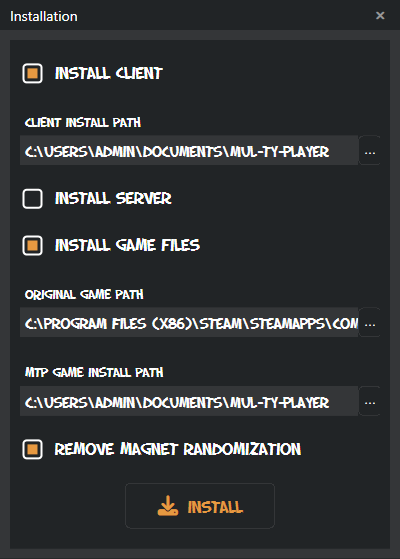 Installation
INSTALL CLIENT
CLIENT INSTALL PATH
C:\USERS\ADMIN\DOCUMENTS\MUL-TY-PLAYER
...
INSTALL SERVER
INSTALL GAME FILES
ORIGINAL GAME PATH
C:\PROGRAM FILES (X86)\STEAM\STEAMAPPS\COM
...
MTP GAME INSTALL PATH
C:\USERS\ADMIN\DOCUMENTS\MUL-TY-PLAYER
...
REMOVE MAGNET RANDOMIZATION
INSTALL